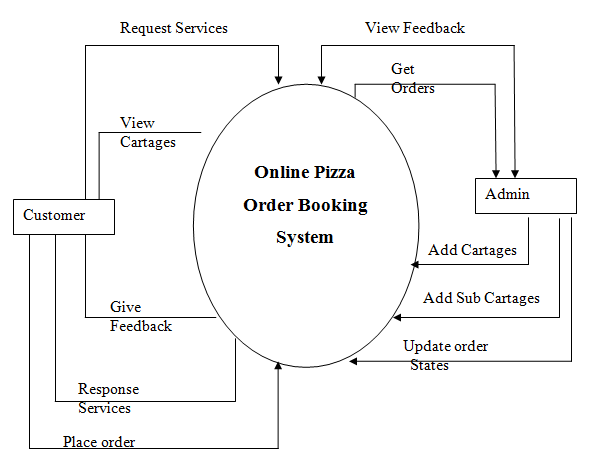 Request Services
View Feedback
Get
Orders
View
Cartages
Online Pizza
Order Booking
System
Customer
Admin
Add Cartages
Add Sub Cartages
Give
Feedback
Update order
States
Response
Services
Place order